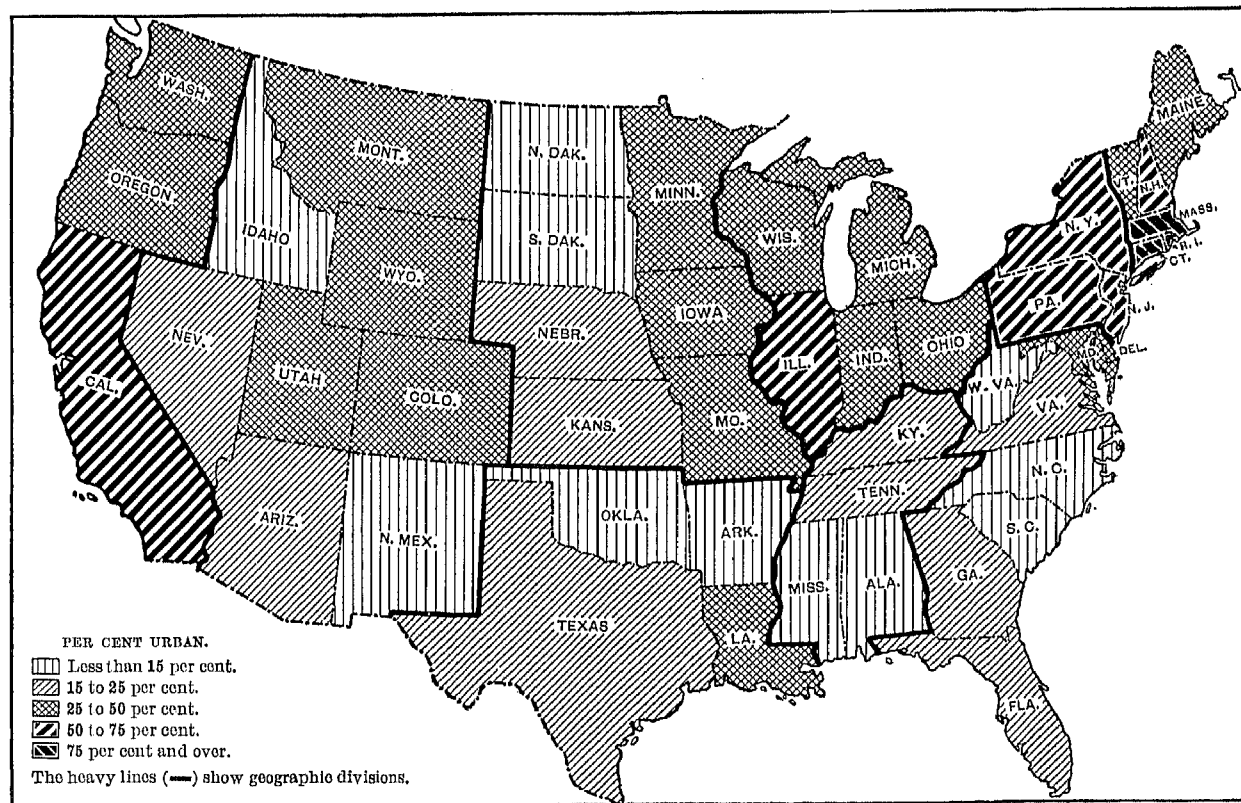 WASH.
MONT.
N. DAK.
MINN.
MAINE
OREGON
IDAHO
S. DAK.
WIS.
MICH.
VT.
N.H.
N. Y.
MASS.
R. I.
CT.
WYO.
NEBR.
IOWA
PA.
N. J.
NEV.
UTAH
COLO.
KANS.
MO.
ILL.
IND.
OHIO
MD.
DEL.
W. VA.
VA.
CAL.
KY.
ARIZ.
N. MEX.
OKLA.
ARK.
TENN.
N. C.
S. C.
TEXAS
LA.
MISS.
ALA.
GA.
FLA.
PER CENT URBAN.
Less than 15 per cent.
15 to 25 per cent.
25 to 50 per cent.
50 to 75 per cent.
75 per cent and over.
The heavy lines (—) show geographic divisions.